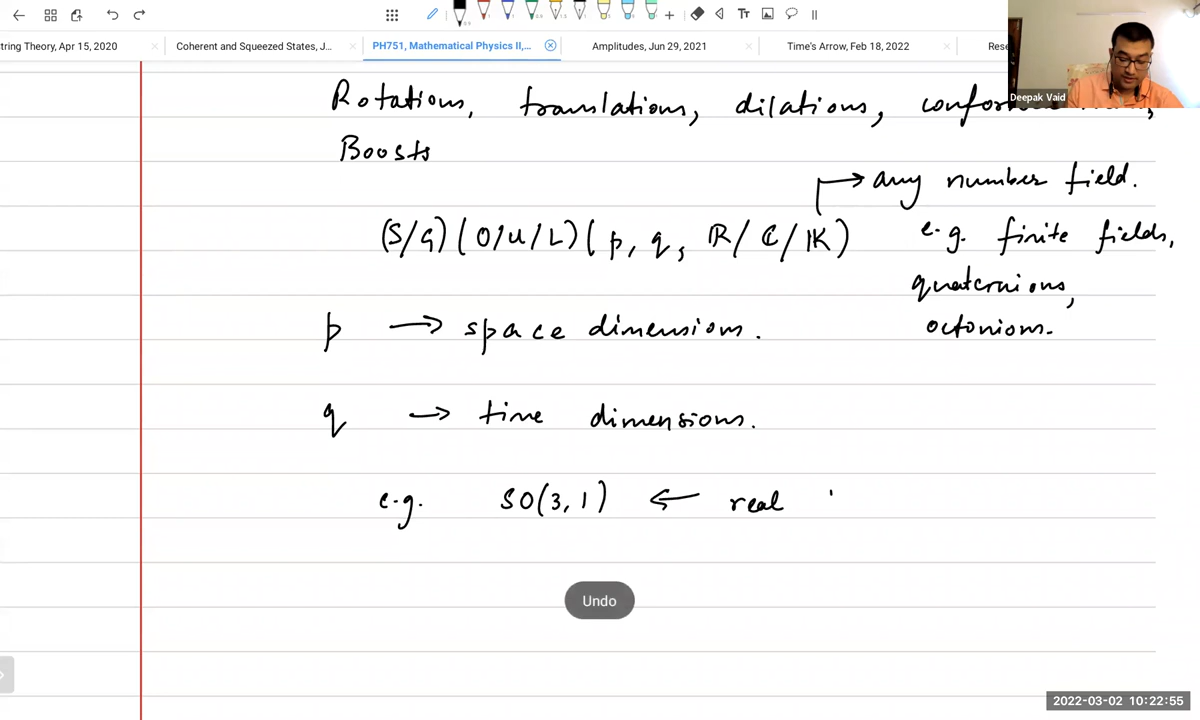 tring Theory, Apr 15, 2020
Coherent and Squeezed States, J...
PH751, Mathematical Physics II,...
Amplitudes, Jun 29, 2021
Time's Arrow, Feb 18, 2022
Rese
Deepak Vaid
Rotations, translations, dilations,
Boosts
→ any number field.
(S/G)(O/U/L)(p, q, ℝ/ℂ/𝕂) e.g. finite fields,
quaternions,
octonions.
p → space dimensions.
q → time dimensions.
e.g. SO(3,1) ← real
Undo
2022-03-02 10:22:55